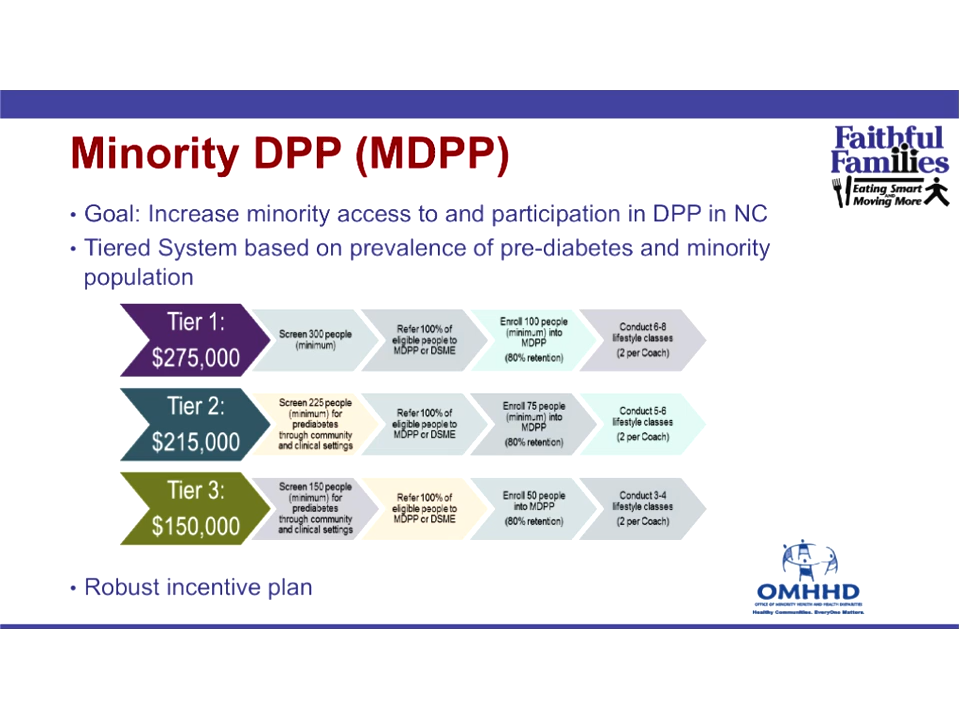 Minority DPP (MDPP)
Faithful
Families
Eating Smart
AND
Moving More
• Goal: Increase minority access to and participation in DPP in NC
• Tiered System based on prevalence of pre-diabetes and minority
population
Tier 1:
$275,000
Screen 300 people
(minimum)
Refer 100% of
eligible people to
MDPP or DSME
Enroll 100 people
(minimum) into
MDPP
(80% retention)
Conduct 6-8
lifestyle classes
(2 per Coach)
Tier 2:
$215,000
Screen 225 people
(minimum) for
prediabetes
through community
and clinical settings
Refer 100% of
eligible people to
MDPP or DSME
Enroll 75 people
(minimum) into
MDPP
(80% retention)
Conduct 5-6
lifestyle classes
(2 per Coach)
Tier 3:
$150,000
Screen 150 people
(minimum) for
prediabetes
through community
and clinical settings
Refer 100% of
eligible people to
MDPP or DSME
Enroll 50 people
into MDPP
(80% retention)
Conduct 3-4
lifestyle classes
(2 per Coach)
• Robust incentive plan
OMHHD
OFFICE OF MINORITY HEALTH AND HEALTH DISPARITIES
Healthy Communities. EveryOne Matters.